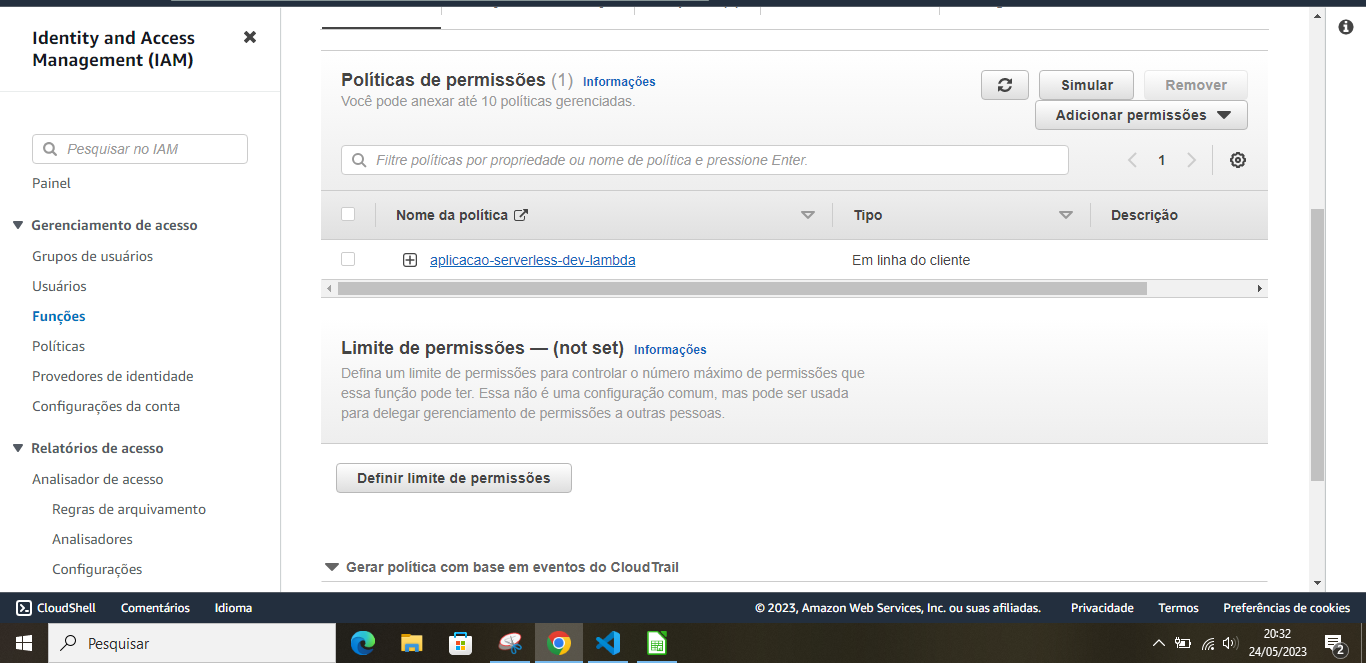 Identity and Access
Management (IAM)
Pesquisar no IAM
Painel
Gerenciamento de acesso
Grupos de usuários
Usuários
Funções
Políticas
Provedores de identidade
Configurações da conta
Relatórios de acesso
Analisador de acesso
Regras de arquivamento
Analisadores
Configurações
Políticas de permissões (1) Informações
Você pode anexar até 10 políticas gerenciadas.
Simular
Remover
Adicionar permissões
Filtre políticas por propriedade ou nome de política e pressione Enter.
1
Nome da política
Tipo
Descrição
aplicacao-serverless-dev-lambda
Em linha do cliente
Limite de permissões — (not set) Informações
Defina um limite de permissões para controlar o número máximo de permissões que
essa função pode ter. Essa não é uma configuração comum, mas pode ser usada
para delegar gerenciamento de permissões a outras pessoas.
Definir limite de permissões
Gerar política com base em eventos do CloudTrail
CloudShell
Comentários
Idioma
© 2023, Amazon Web Services, Inc. ou suas afiliadas.
Privacidade
Termos
Preferências de cookies
Pesquisar
20:32
24/05/2023
2